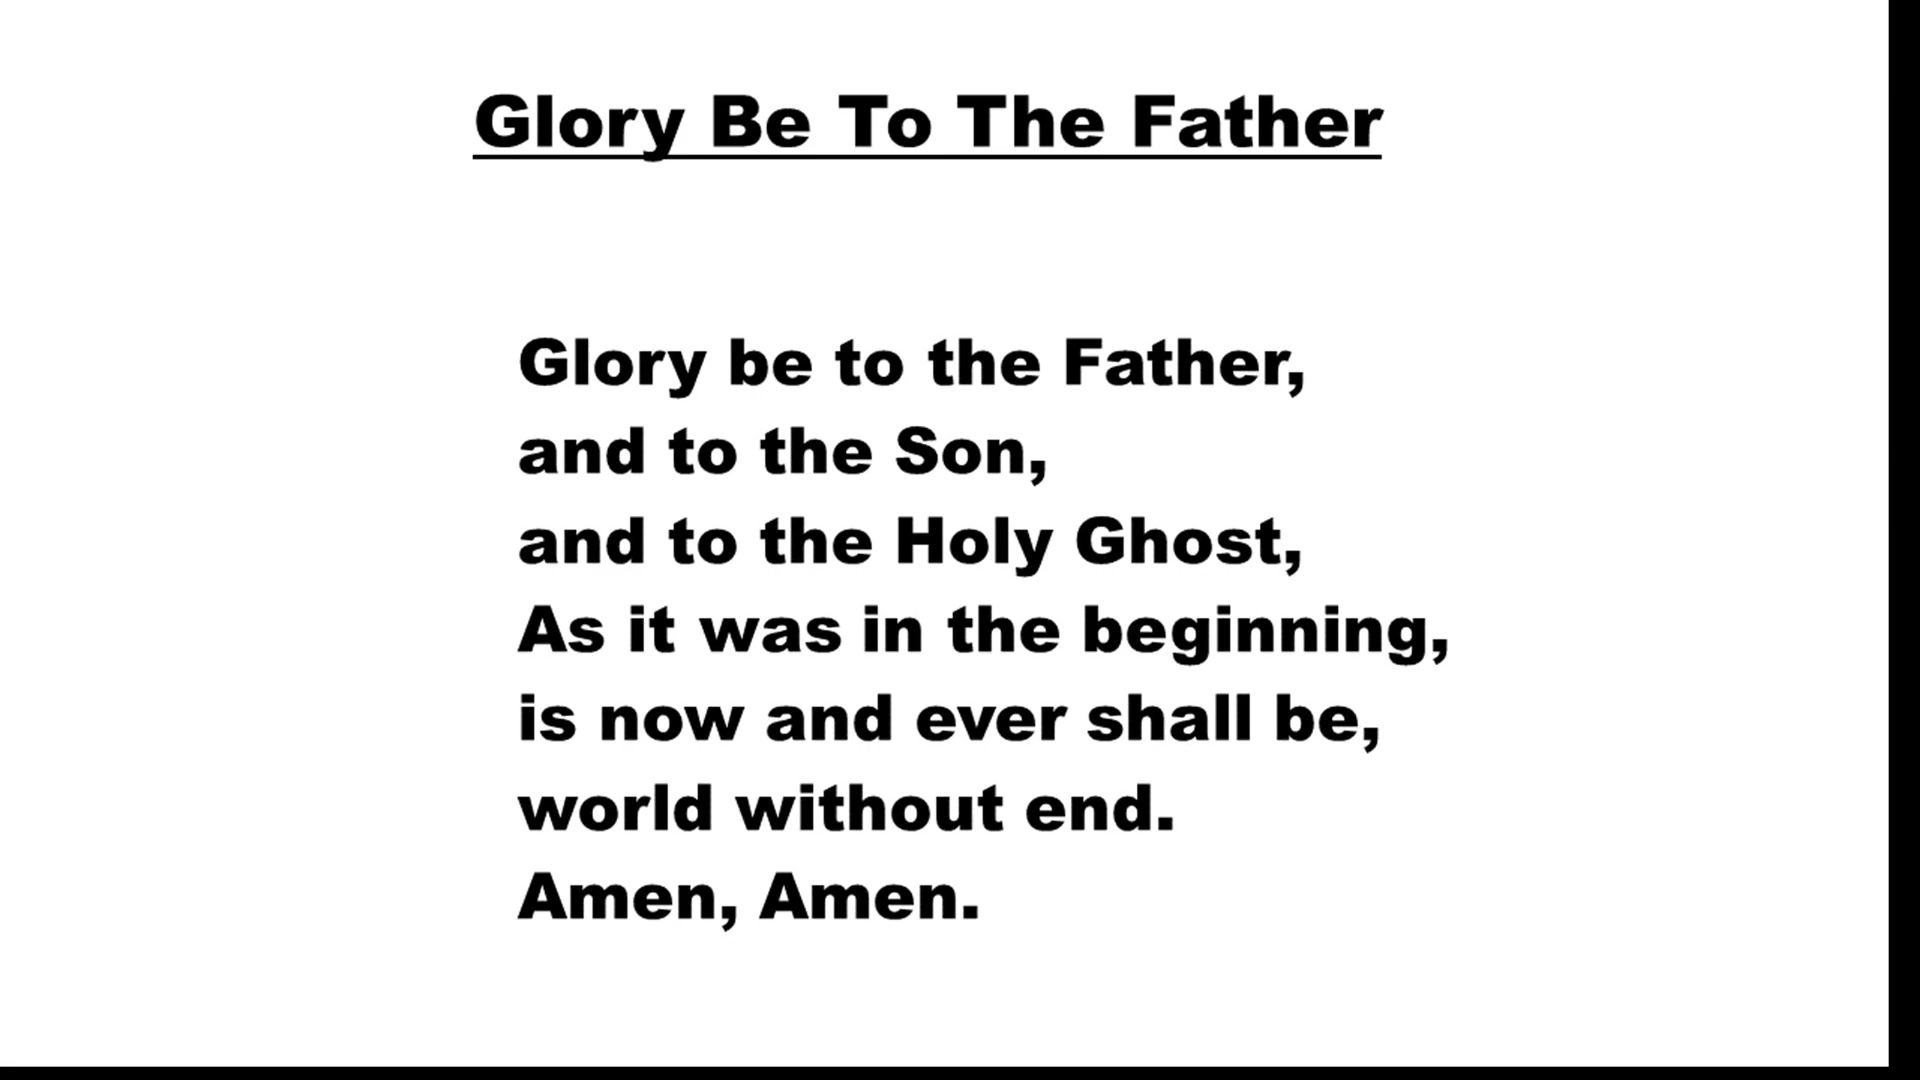 Glory Be To The Father
Glory be to the Father,
and to the Son,
and to the Holy Ghost,
As it was in the beginning,
is now and ever shall be,
world without end.
Amen, Amen.